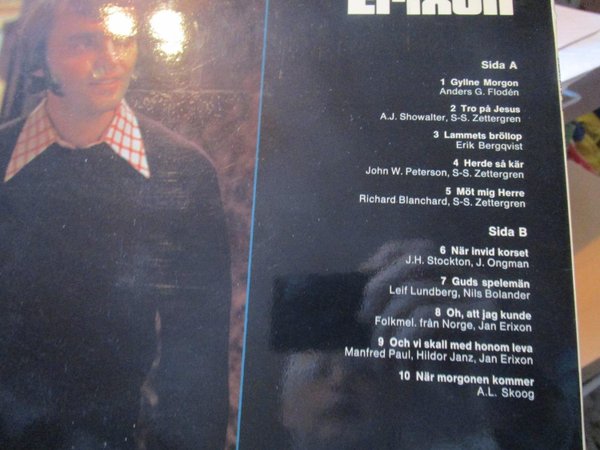 Erixon
Sida A
1 Gyllne Morgon
Anders G. Flodén
2 Tro på Jesus
A.J. Showalter, S-S. Zettergren
3 Lammets bröllop
Erik Bergqvist
4 Herde så kär
John W. Peterson, S-S. Zettergren
5 Möt mig Herre
Richard Blanchard, S-S. Zettergren
Sida B
6 När invid korset
J.H. Stockton, J. Ongman
7 Guds spelemän
Leif Lundberg, Nils Bolander
8 Oh, att jag kunde
Folkmel. från Norge, Jan Erixon
9 Och vi skall med honom leva
Manfred Paul, Hildor Janz, Jan Erixon
10 När morgonen kommer
A.L. Skoog